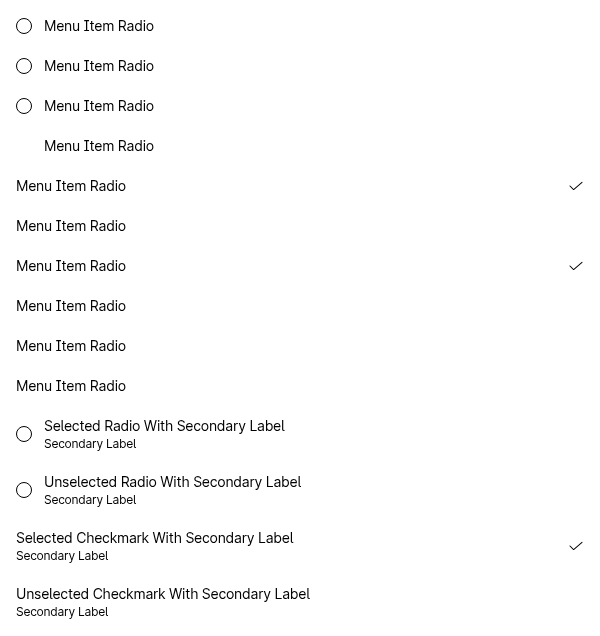 Menu Item Radio
Menu Item Radio
Menu Item Radio
Menu Item Radio
Menu Item Radio
Menu Item Radio
Menu Item Radio
Menu Item Radio
Menu Item Radio
Menu Item Radio
Selected Radio With Secondary Label
Secondary Label
Unselected Radio With Secondary Label
Secondary Label
Selected Checkmark With Secondary Label
Secondary Label
Unselected Checkmark With Secondary Label
Secondary Label